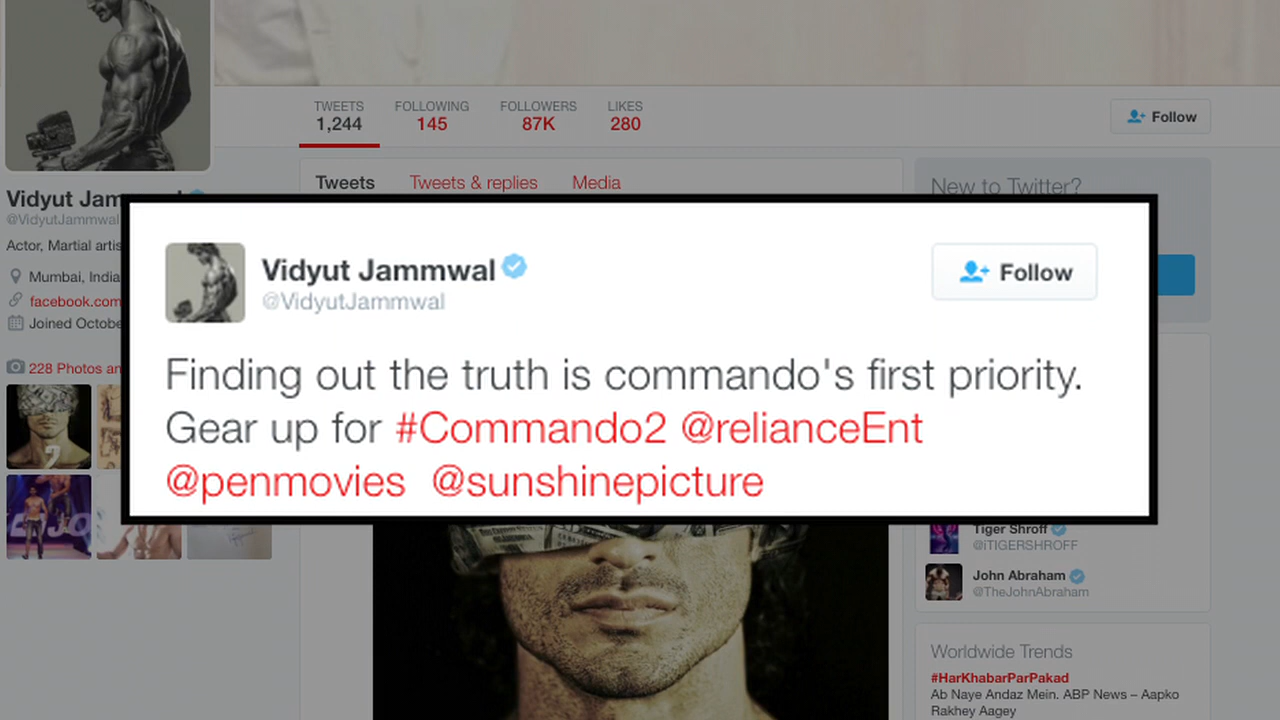 TWEETS FOLLOWING FOLLOWERS LIKES
1,244 145 87K 280
Follow
Tweets Tweets & replies Media
New to Twitter?
Vidyut Jam
@VidyutJammwal
Actor, Martial artis
Mumbai, India
facebook.com
Joined Octobe
228 Photos an
Vidyut Jammwal
@VidyutJammwal
Follow
Finding out the truth is commando's first priority.
Gear up for #Commando2 @relianceEnt
@penmovies @sunshinepicture
Tiger Shroff
@iTIGERSHROFF
John Abraham
@TheJohnAbraham
Worldwide Trends
#HarKhabarParPakad
Ab Naye Andaz Mein. ABP News – Aapko
Rakhey Aagey